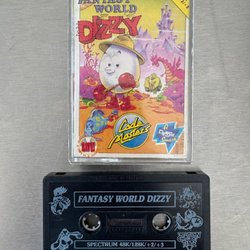 FANTASY WORLD
DIZZY
Code Masters
FANTASY WORLD DIZZY
SPECTRUM 48K/128K/+2/+3